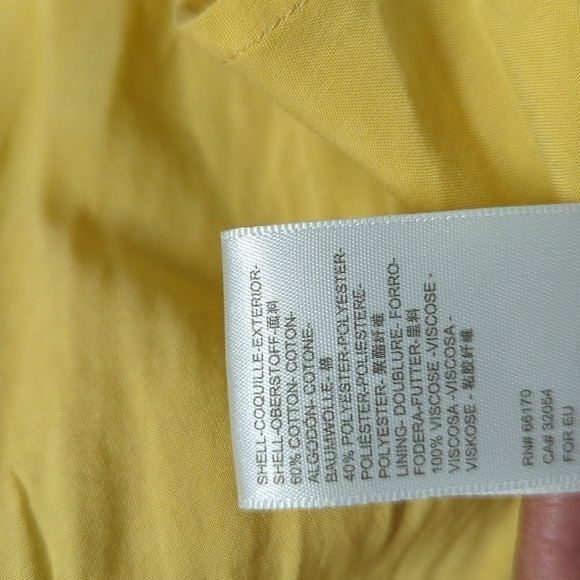 SHELL-COQUILLE-EXTERIOR-
SHELL-OBERSTOFF-面料
60% COTTON- COTON-
ALGODÓN- COTONE-
BAUMWOLLE- 棉
40% POLYESTER-POLYESTER-
POLIÉSTER-POLIESTERE-
POLYESTER- 聚酯纤维
LINING- DOUBLURE- FORRO-
FODERA-FUTTER-里料
100% VISCOSE -VISCOSE -
VISCOSA -VISCOSA -
VISKOSE - 粘胶纤维
RN# 66170
CA# 32054
FOR EU